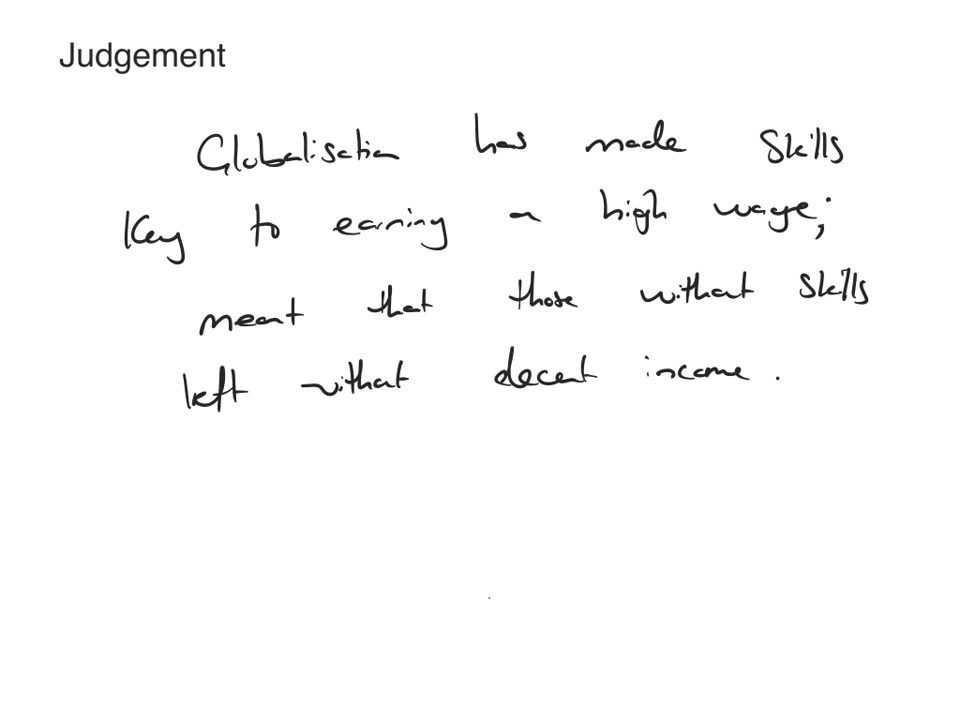 Judgement
Globalisation has made skills
key to earning a high wage;
meant that those without skills
left without decent income.